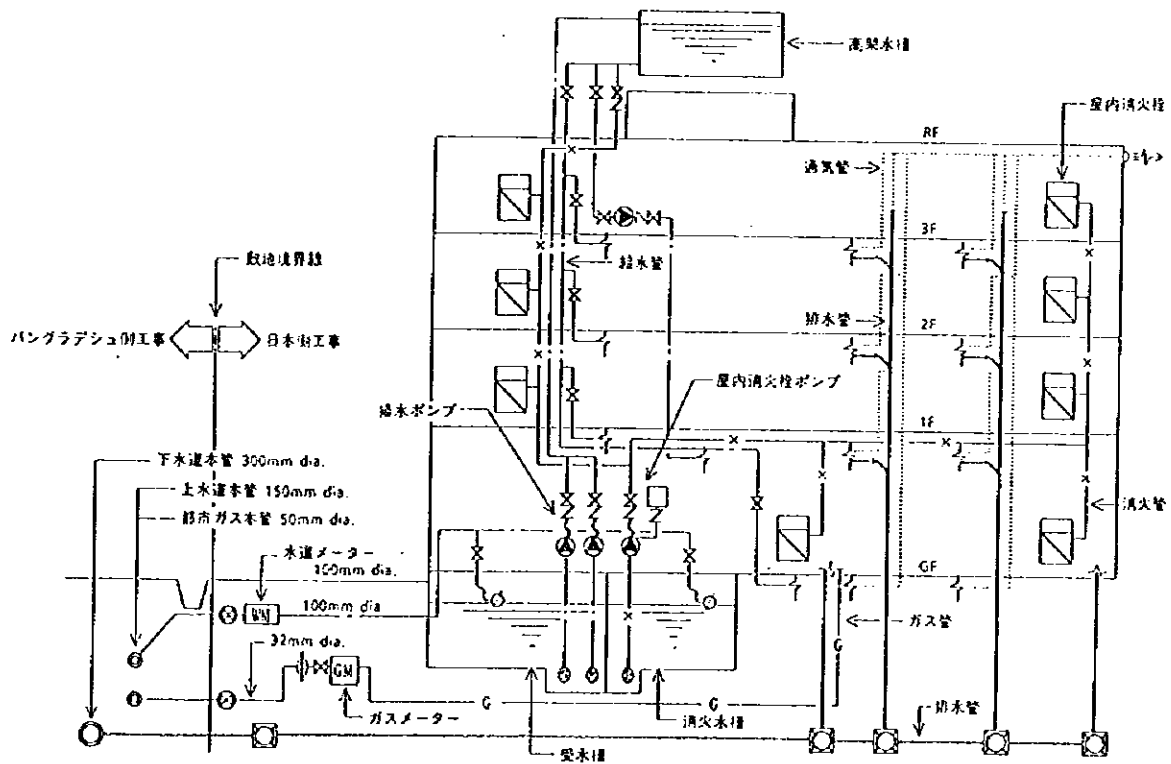 高架水槽
屋内消火栓
RF
通気管
3F
給水管
敷地境界線
バングラデシュ側工事
日本側工事
排水管
2F
屋内消火栓ポンプ
給水ポンプ
1F
下水道本管 300mm dia.
上水道本管 150mm dia.
都市ガス本管 50mm dia.
消火管
水道メーター
100mm dia.
GF
WM
100mm dia
ガス管
G
32mm dia.
GM
G
G
排水管
ガスメーター
消火水槽
受水槽